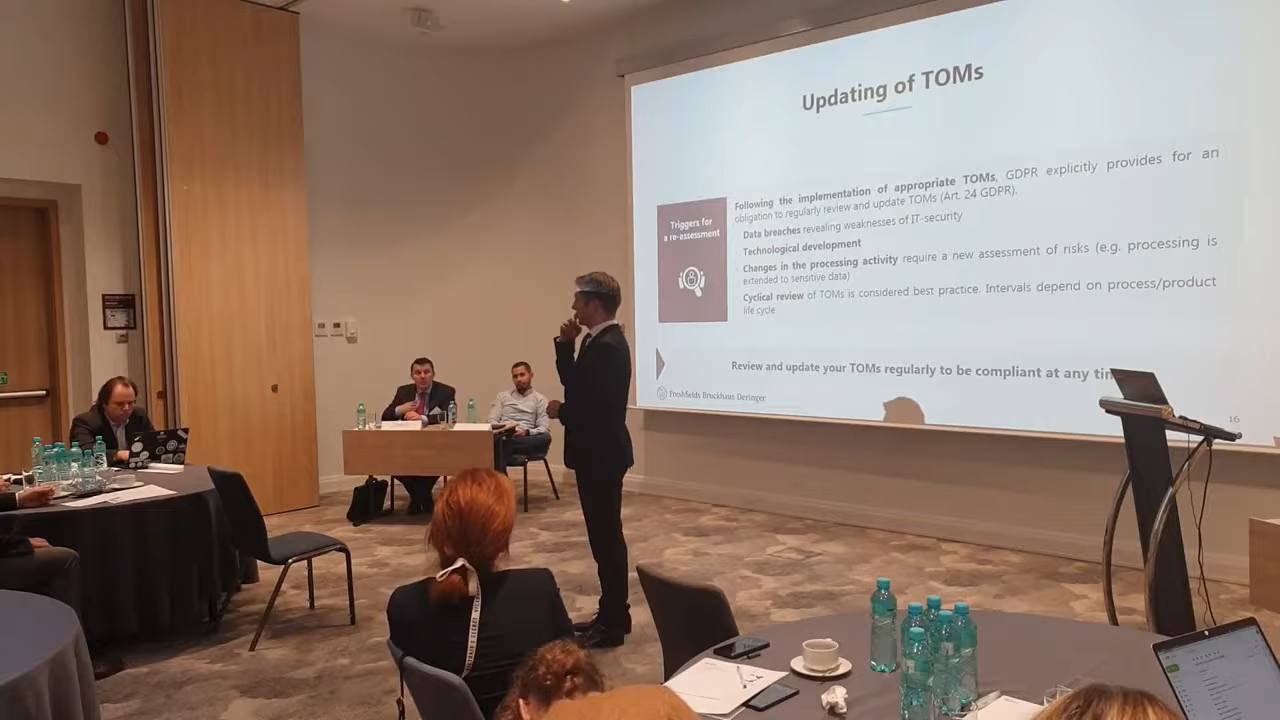 Updating of TOMs
Triggers for
a re-assessment
Following the implementation of appropriate TOMs, GDPR explicitly provides for an
obligation to regularly review and update TOMs (Art. 24 GDPR).
Data breaches revealing weaknesses of IT-security
Technological development
Changes in the processing activity require a new assessment of risks (e.g. processing is
extended to sensitive data)
Cyclical review of TOMs is considered best practice. Intervals depend on process/product
life cycle
Review and update your TOMs regularly to be compliant at any
Freshfields Bruckhaus Deringer
16